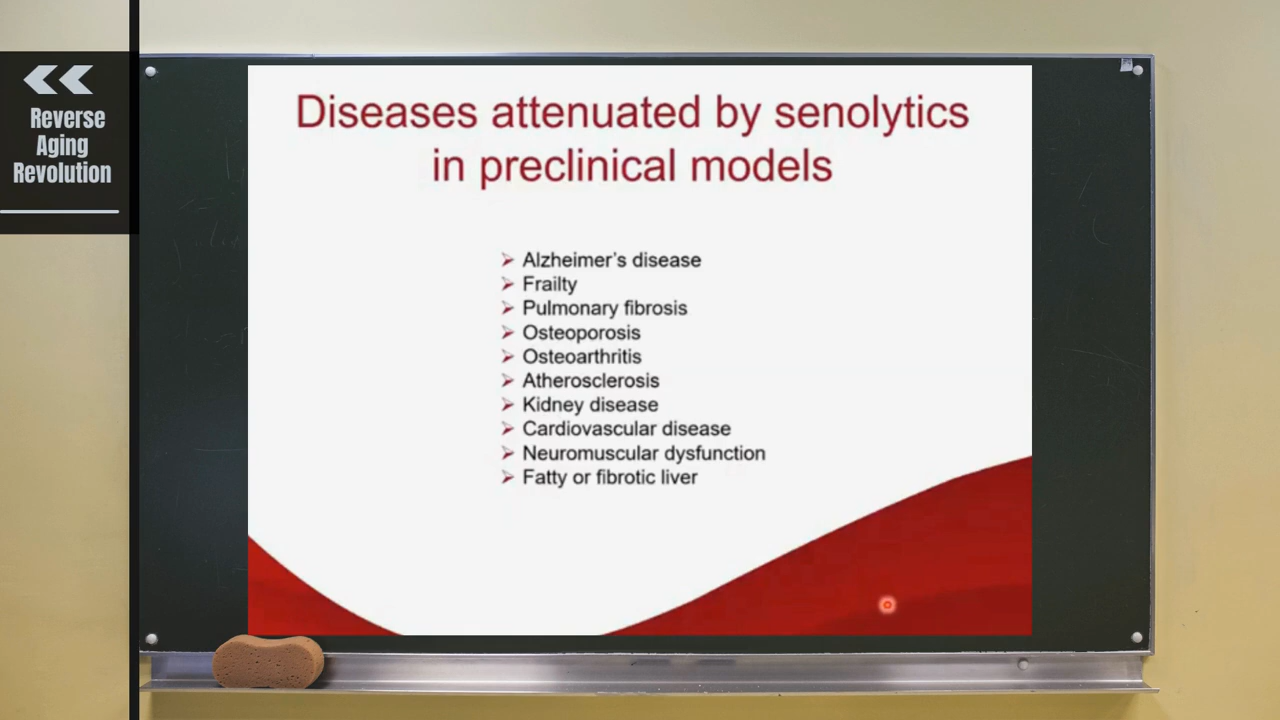 Reverse
Aging
Revolution
Diseases attenuated by senolytics
in preclinical models
Alzheimer's disease
Frailty
Pulmonary fibrosis
Osteoporosis
Osteoarthritis
Atherosclerosis
Kidney disease
Cardiovascular disease
Neuromuscular dysfunction
Fatty or fibrotic liver